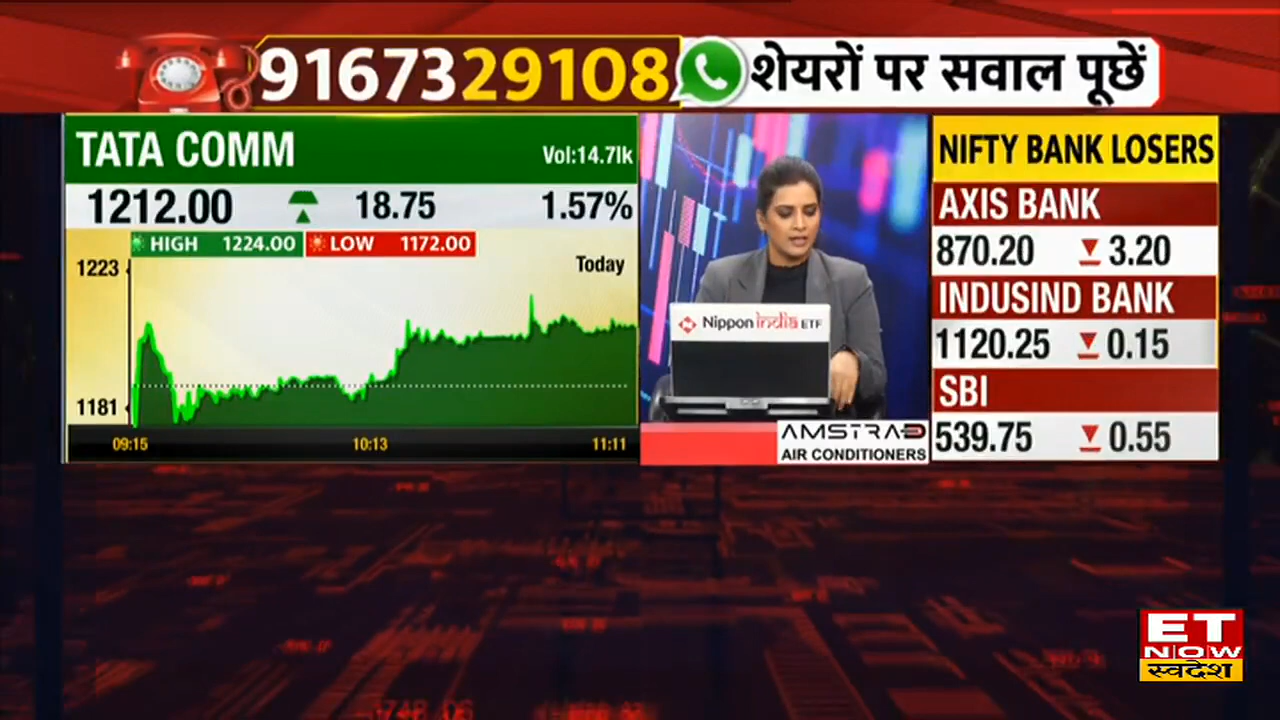 9167329108 शेयरों पर सवाल पूछें
TATA COMM Vol:14.7lk
1212.00 18.75 1.57%
HIGH 1224.00 LOW 1172.00
Today
1223
1181
09:15 10:13 11:11
Nippon india ETF
AMSTRAD
AIR CONDITIONERS
NIFTY BANK LOSERS
AXIS BANK
870.20 3.20
INDUSIND BANK
1120.25 0.15
SBI
539.75 0.55
ET
NOW
स्वदेश